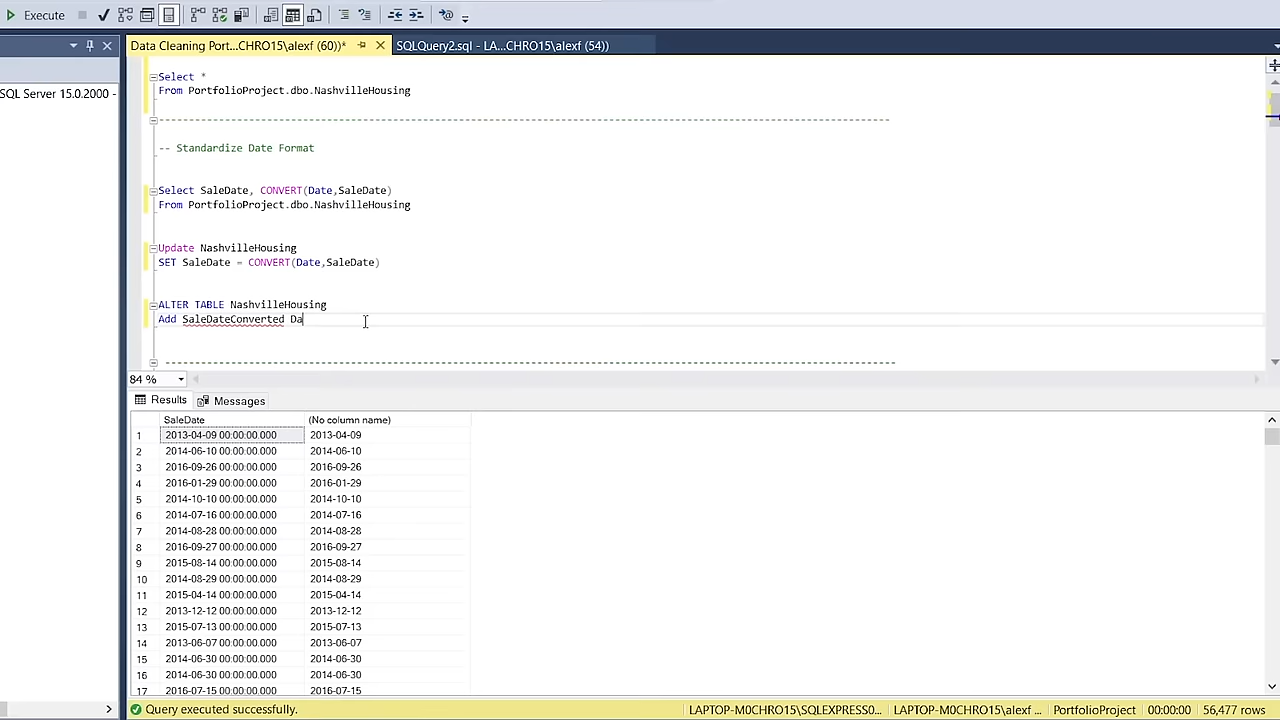 Execute
Data Cleaning Port...CHRO15\alexf (60))*
SQLQuery2.sql - LA...CHRO15\alexf (54))
SQL Server 15.0.2000 -
Select *
From PortfolioProject.dbo.NashvilleHousing
--------------------------------------------------------------------------------------------------------------------------
-- Standardize Date Format
Select SaleDate, CONVERT(Date,SaleDate)
From PortfolioProject.dbo.NashvilleHousing
Update NashvilleHousing
SET SaleDate = CONVERT(Date,SaleDate)
ALTER TABLE NashvilleHousing
Add SaleDateConverted Da
--------------------------------------------------------------------------------------------------------------------------
84 %
Results
Messages
SaleDate (No column name)
1 2013-04-09 00:00:00.000 2013-04-09
2 2014-06-10 00:00:00.000 2014-06-10
3 2016-09-26 00:00:00.000 2016-09-26
4 2016-01-29 00:00:00.000 2016-01-29
5 2014-10-10 00:00:00.000 2014-10-10
6 2014-07-16 00:00:00.000 2014-07-16
7 2014-08-28 00:00:00.000 2014-08-28
8 2016-09-27 00:00:00.000 2016-09-27
9 2015-08-14 00:00:00.000 2015-08-14
10 2014-08-29 00:00:00.000 2014-08-29
11 2015-04-14 00:00:00.000 2015-04-14
12 2013-12-12 00:00:00.000 2013-12-12
13 2015-07-13 00:00:00.000 2015-07-13
14 2013-06-07 00:00:00.000 2013-06-07
15 2014-06-30 00:00:00.000 2014-06-30
16 2014-06-30 00:00:00.000 2014-06-30
17 2016-07-15 00:00:00.000 2016-07-15
Query executed successfully.
LAPTOP-M0CHRO15\SQLEXPRESS0... LAPTOP-M0CHRO15\alexf ... PortfolioProject 00:00:00 56,477 rows